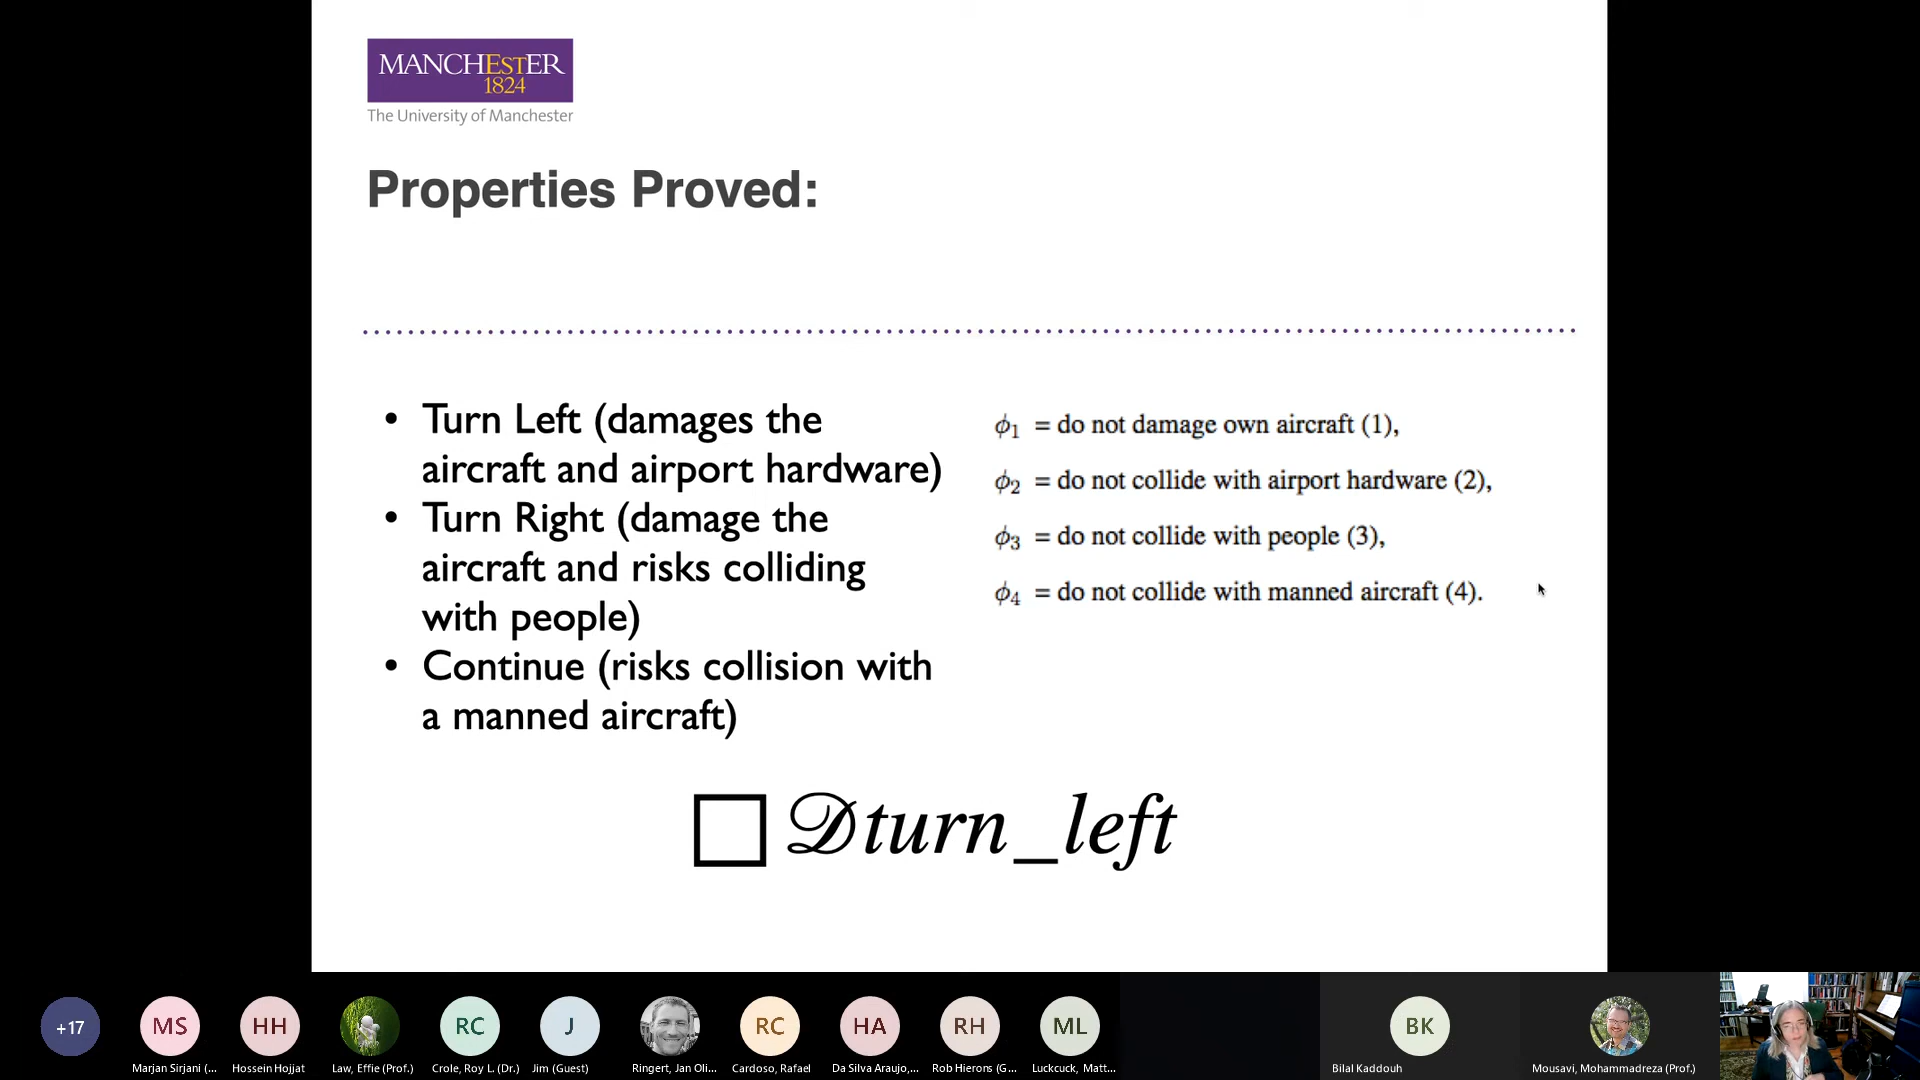 MANCHESTER
1824
The University of Manchester
Properties Proved:
• Turn Left (damages the
aircraft and airport hardware)
• Turn Right (damage the
aircraft and risks colliding
with people)
• Continue (risks collision with
a manned aircraft)
ϕ1 = do not damage own aircraft (1),
ϕ2 = do not collide with airport hardware (2),
ϕ3 = do not collide with people (3),
ϕ4 = do not collide with manned aircraft (4).
□𝒟turn_left
+17
MS
HH
RC
J
RC
HA
RH
ML
BK
Marjan Sirjani (...
Hossein Hojjat
Law, Effie (Prof.)
Crole, Roy L. (Dr.)
Jim (Guest)
Ringert, Jan Oli...
Cardoso, Rafael
Da Silva Araujo,...
Rob Hierons (G...
Luckcuck, Matt...
Bilal Kaddouh
Mousavi, Mohammadreza (Prof.)